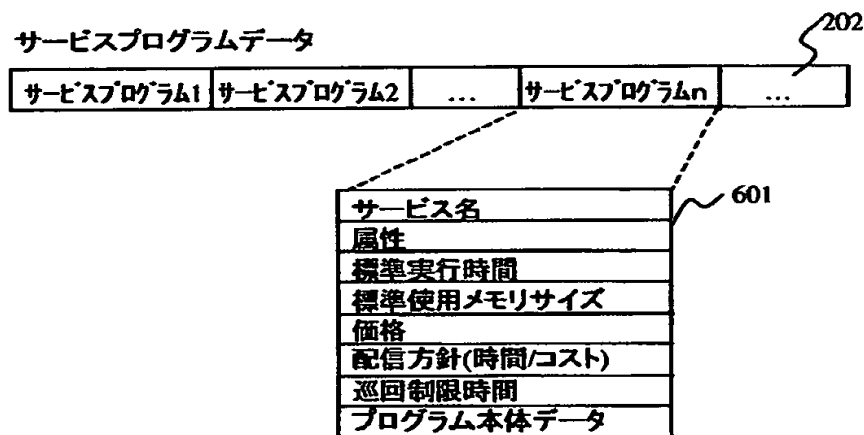 202
サービスプログラムデータ
サービスプログラム1 サービスプログラム2 ... サービスプログラムn ...
601
サービス名
属性
標準実行時間
標準使用メモリサイズ
価格
配信方針(時間/コスト)
巡回制限時間
プログラム本体データ